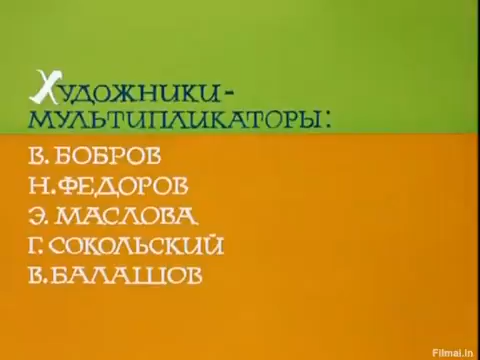 Художники-
мультипликаторы:
В. БОБРОВ
Н. ФЕДОРОВ
Э. МАСЛОВА
Г. СОКОЛЬСКИЙ
В. БАЛАШОВ
Filmai.in